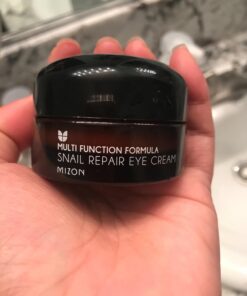 MULTI FUNCTION FORMULA
SNAIL REPAIR EYE CREAM
MIZON